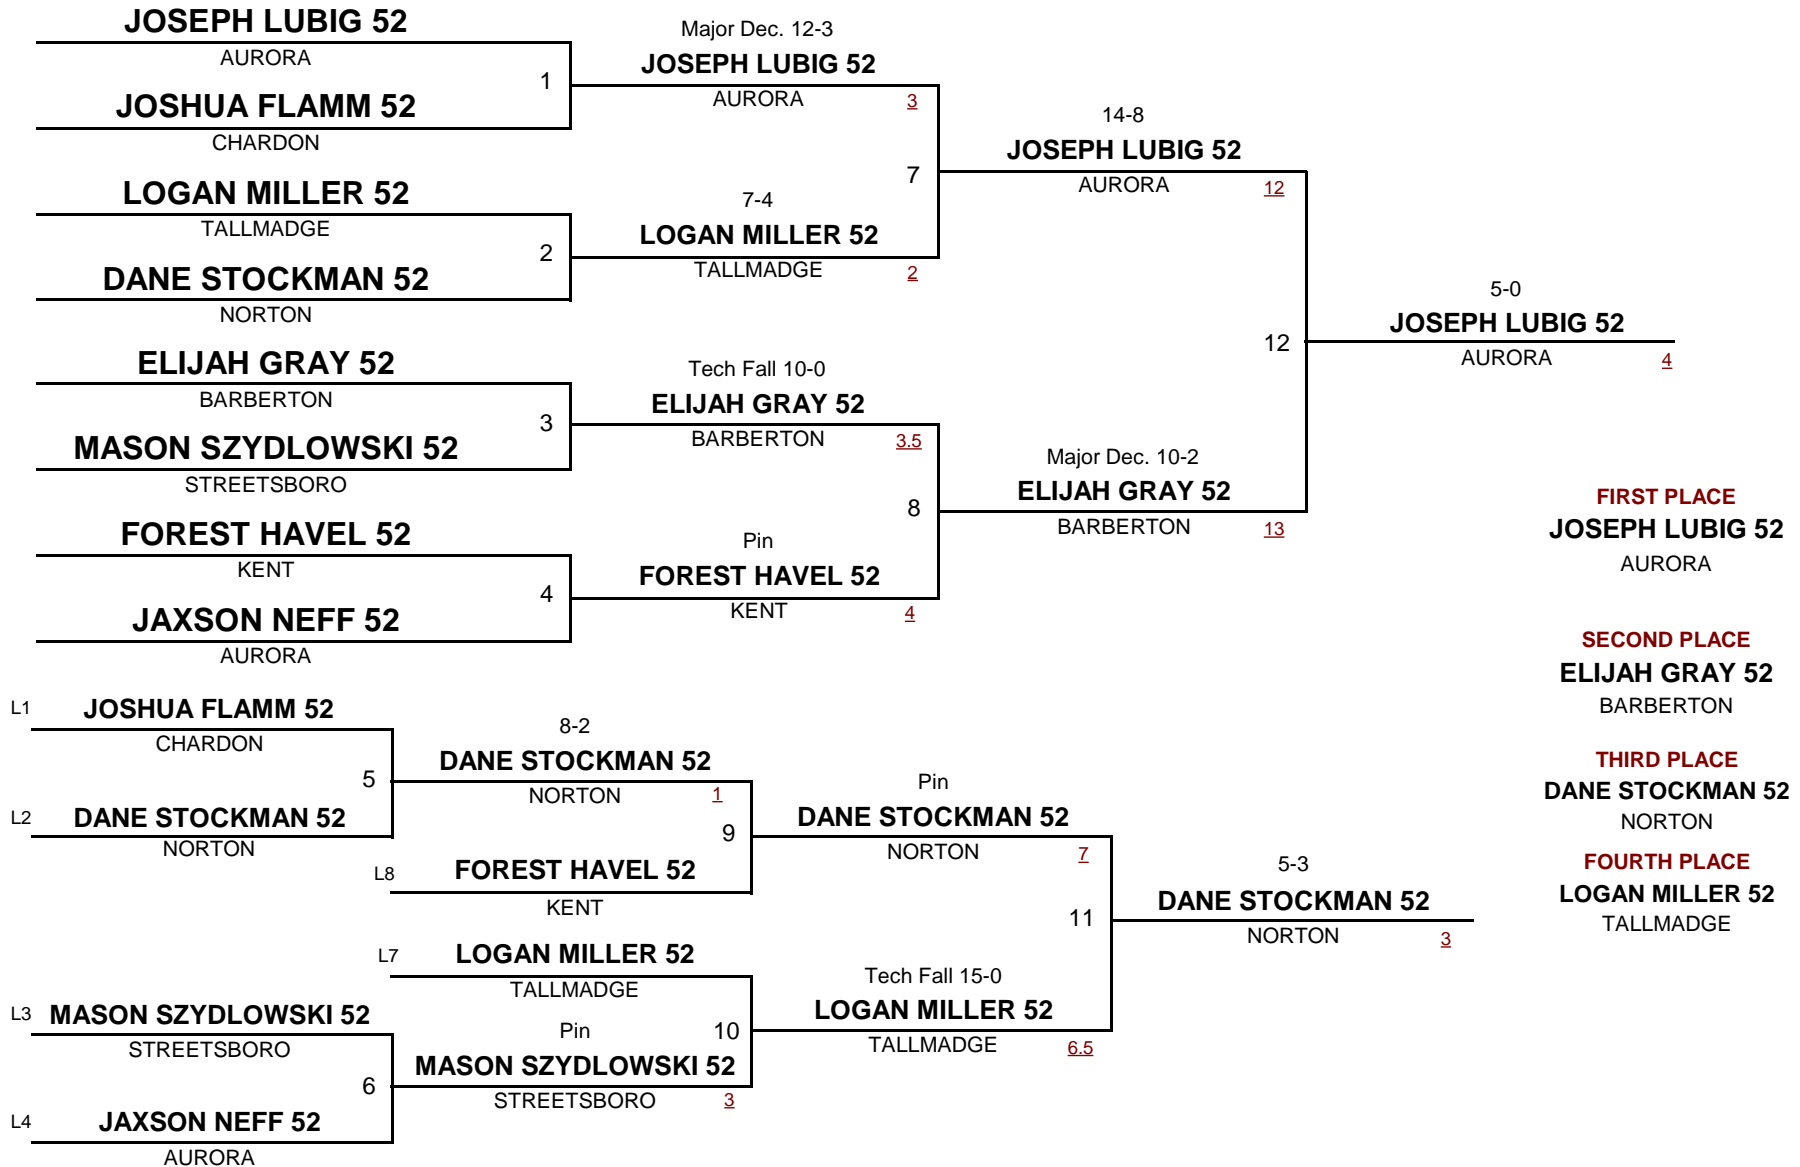 JOSEPH LUBIG 52
AURORA
1
JOSHUA FLAMM 52
CHARDON
LOGAN MILLER 52
TALLMADGE
2
DANE STOCKMAN 52
NORTON
ELIJAH GRAY 52
BARBERTON
3
MASON SZYDLOWSKI 52
STREETSBORO
FOREST HAVEL 52
KENT
4
JAXSON NEFF 52
AURORA
Major Dec. 12-3
JOSEPH LUBIG 52
AURORA 3
7
7-4
LOGAN MILLER 52
TALLMADGE 2
Tech Fall 10-0
ELIJAH GRAY 52
BARBERTON 3.5
8
Pin
FOREST HAVEL 52
KENT 4
14-8
JOSEPH LUBIG 52
AURORA 12
12
Major Dec. 10-2
ELIJAH GRAY 52
BARBERTON 13
5-0
JOSEPH LUBIG 52
AURORA 4
FIRST PLACE
JOSEPH LUBIG 52
AURORA
SECOND PLACE
ELIJAH GRAY 52
BARBERTON
THIRD PLACE
DANE STOCKMAN 52
NORTON
FOURTH PLACE
LOGAN MILLER 52
TALLMADGE
L1 JOSHUA FLAMM 52
CHARDON
5
L2 DANE STOCKMAN 52
NORTON
L3 MASON SZYDLOWSKI 52
STREETSBORO
6
L4 JAXSON NEFF 52
AURORA
8-2
DANE STOCKMAN 52
NORTON 1
9
L8 FOREST HAVEL 52
KENT
L7 LOGAN MILLER 52
TALLMADGE
10
Pin
MASON SZYDLOWSKI 52
STREETSBORO 3
Pin
DANE STOCKMAN 52
NORTON 7
11
Tech Fall 15-0
LOGAN MILLER 52
TALLMADGE 6.5
5-3
DANE STOCKMAN 52
NORTON 3